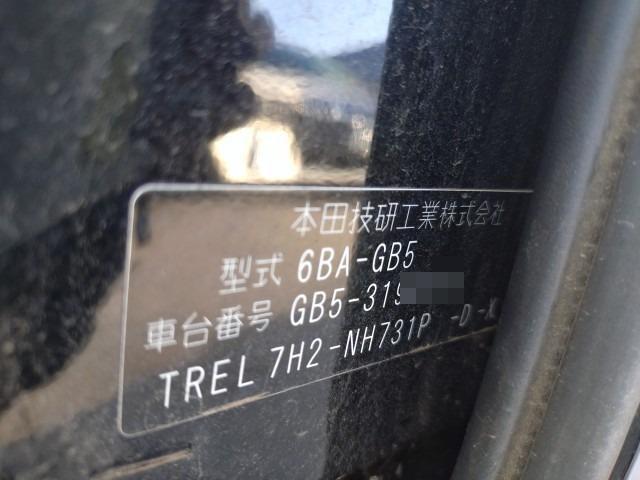 本田技研工業株式会社
型式 6BA-GB5
車台番号 GB5-319
TREL 7H2-NH731P -D-X